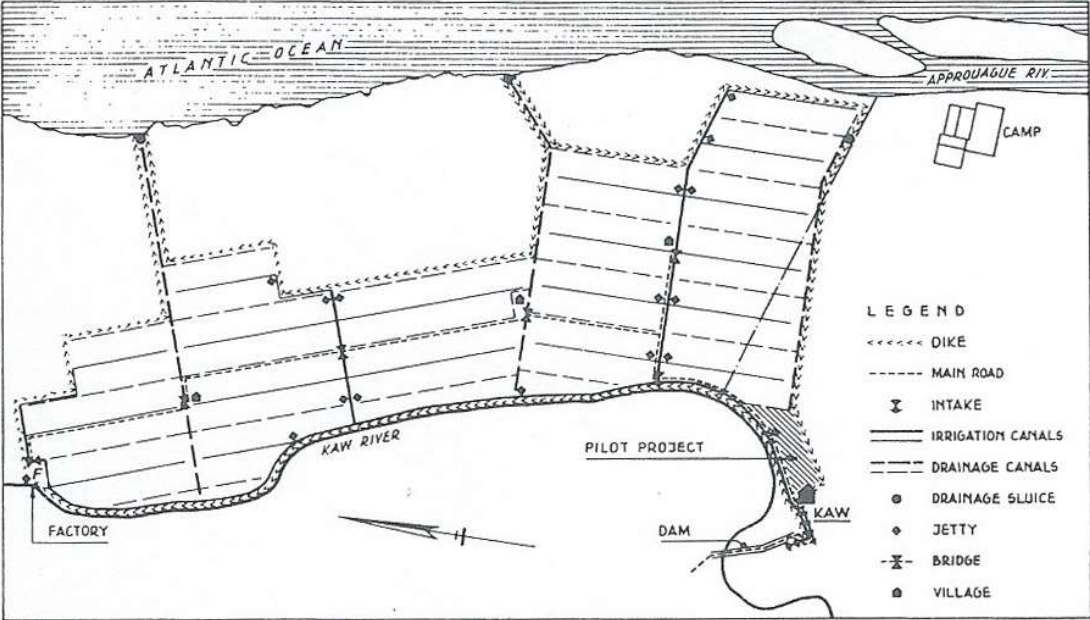 ATLANTIC OCEAN
APPROUAGUE RIV.
CAMP
LEGEND
DIKE
MAIN ROAD
INTAKE
IRRIGATION CANALS
DRAINAGE CANALS
DRAINAGE SLUICE
JETTY
BRIDGE
VILLAGE
KAW RIVER
PILOT PROJECT
KAW
DAM
F
FACTORY